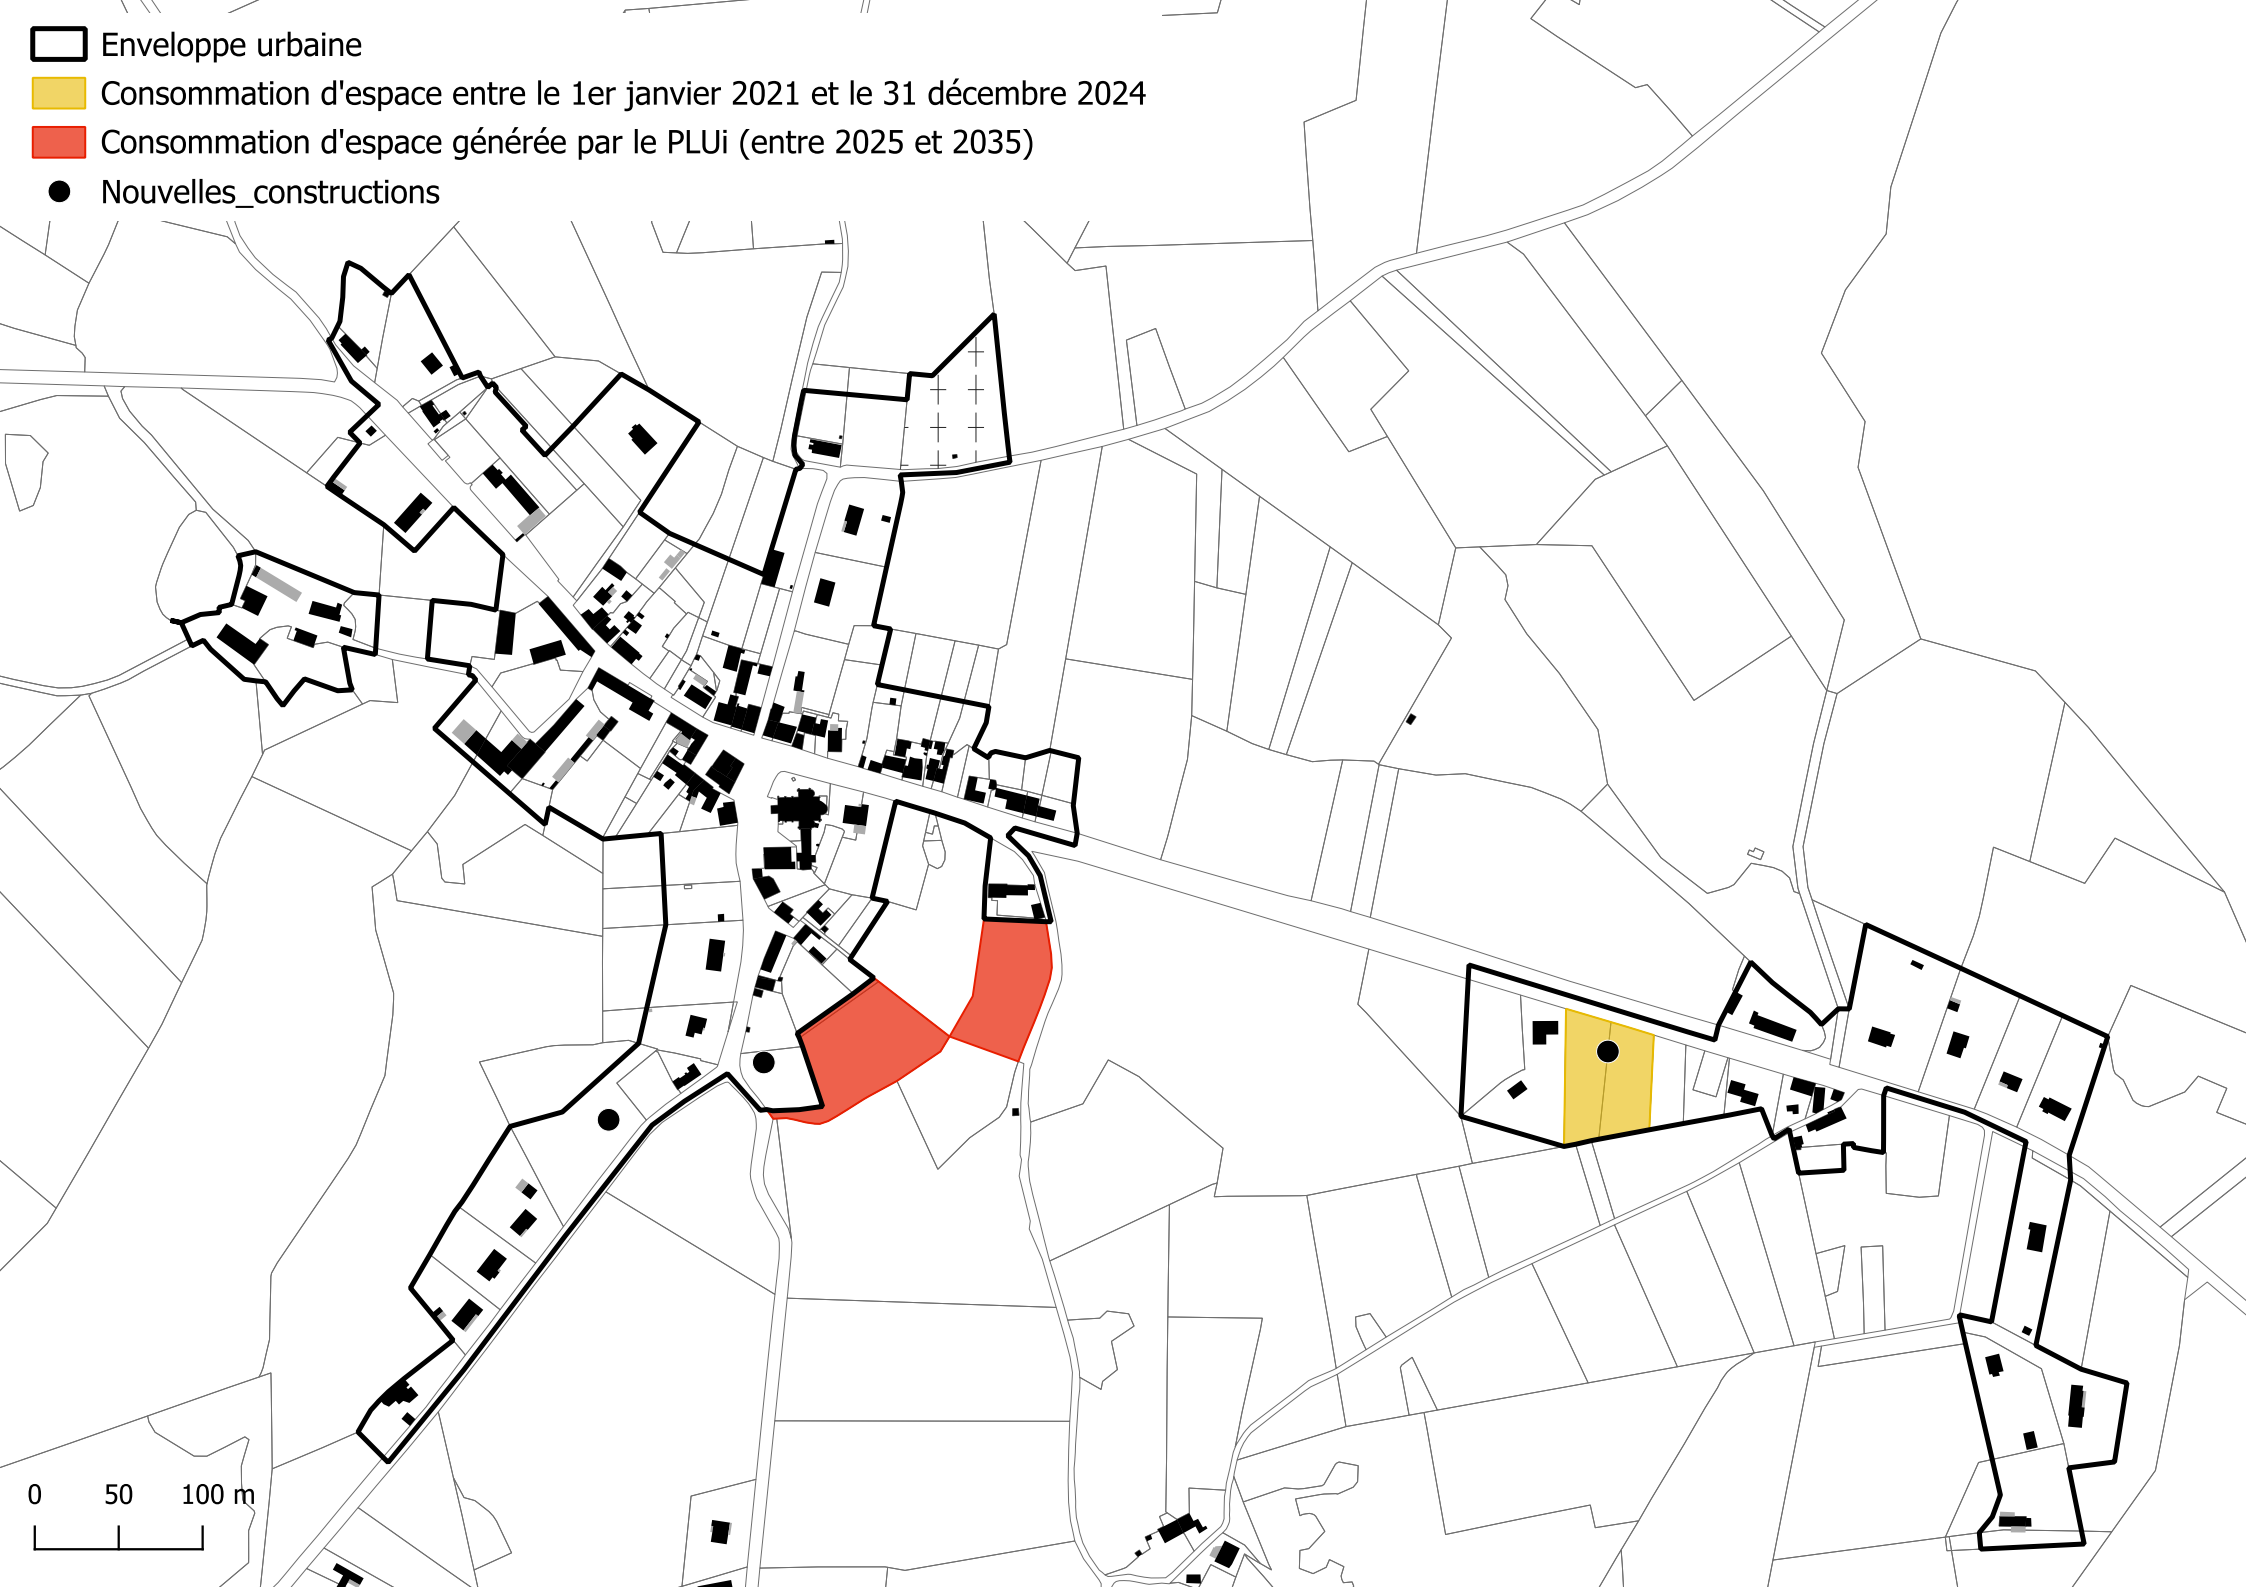 Enveloppe urbaine
Consommation d'espace entre le 1er janvier 2021 et le 31 décembre 2024
Consommation d'espace générée par le PLUi (entre 2025 et 2035)
Nouvelles_constructions
0 50 100 m